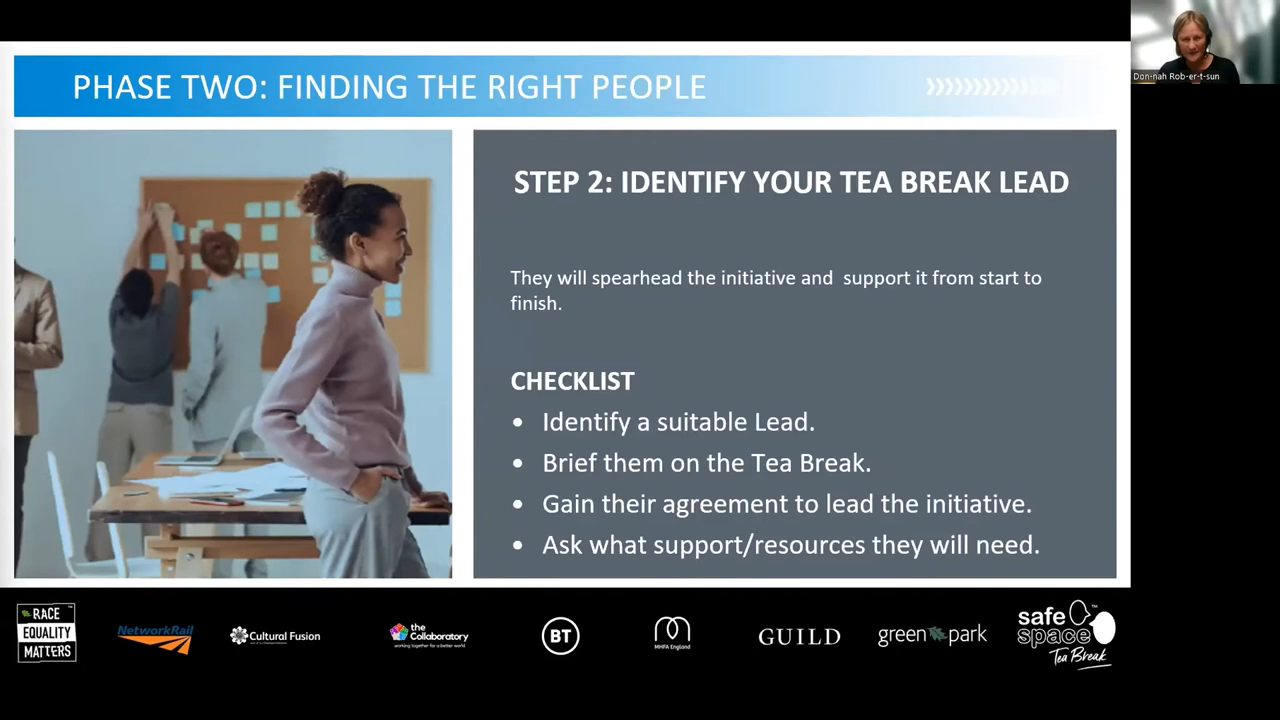 PHASE TWO: FINDING THE RIGHT PEOPLE
Don-nah Rob-er-t-sun
STEP 2: IDENTIFY YOUR TEA BREAK LEAD
They will spearhead the initiative and  support it from start to
finish.
CHECKLIST
• Identify a suitable Lead.
• Brief them on the Tea Break.
• Gain their agreement to lead the initiative.
• Ask what support/resources they will need.
RACE
EQUALITY
MATTERS
NetworkRail
Cultural Fusion
the
Collaboratory
working together for a better world
BT
MHFA England
GUILD
green park
safe
space
Tea Break
TM